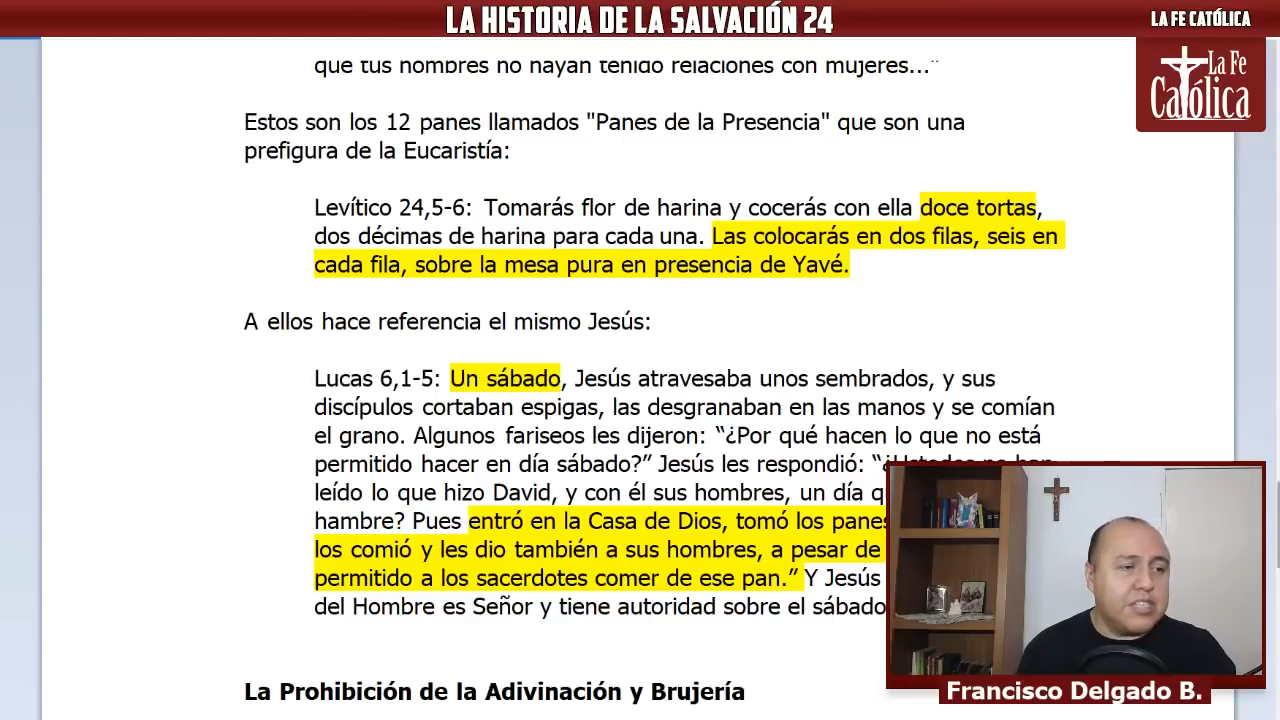 LA HISTORIA DE LA SALVACIÓN 24
LA FE CATÓLICA
La Fe
Católica
que tus hombres no hayan tenido relaciones con mujeres..."
Estos son los 12 panes llamados "Panes de la Presencia" que son una
prefigura de la Eucaristía:
Levítico 24,5-6: Tomarás flor de harina y cocerás con ella doce tortas,
dos décimas de harina para cada una. Las colocarás en dos filas, seis en
cada fila, sobre la mesa pura en presencia de Yavé.
A ellos hace referencia el mismo Jesús:
Lucas 6,1-5: Un sábado, Jesús atravesaba unos sembrados, y sus
discípulos cortaban espigas, las desgranaban en las manos y se comían
el grano. Algunos fariseos les dijeron: “¿Por qué hacen lo que no está
permitido hacer en día sábado?” Jesús les respondió: “¿Ustedes no han
leído lo que hizo David, y con él sus hombres, un día
hambre? Pues entró en la Casa de Dios, tomó los panes
los comió y les dio también a sus hombres, a pesar de
permitido a los sacerdotes comer de ese pan.” Y Jesús
del Hombre es Señor y tiene autoridad sobre el sábado
La Prohibición de la Adivinación y Brujería
Francisco Delgado B.